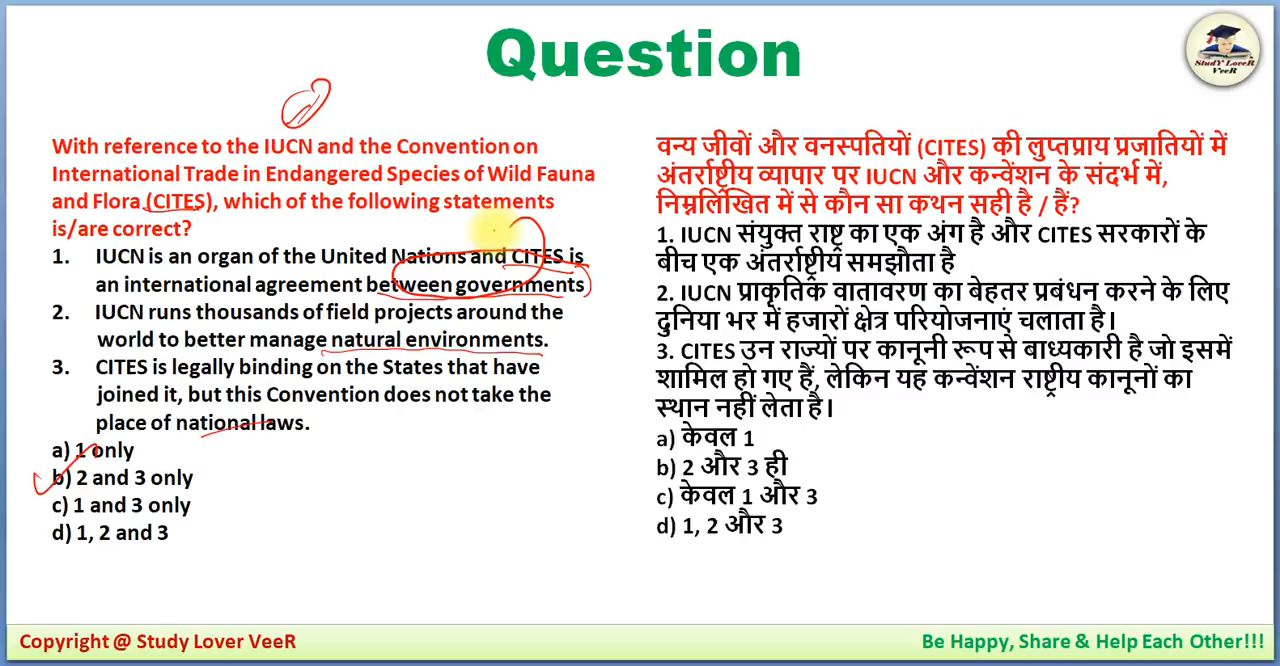 Question
StudY LoveR
VeeR
With reference to the IUCN and the Convention on
International Trade in Endangered Species of Wild Fauna
and Flora (CITES), which of the following statements
is/are correct?
1. IUCN is an organ of the United Nations and CITES is
an international agreement between governments
2. IUCN runs thousands of field projects around the
world to better manage natural environments.
3. CITES is legally binding on the States that have
joined it, but this Convention does not take the
place of national laws.
a) 1 only
b) 2 and 3 only
c) 1 and 3 only
d) 1, 2 and 3
वन्य जीवों और वनस्पतियों (CITES) की लुप्तप्राय प्रजातियों में
अंतर्राष्ट्रीय व्यापार पर IUCN और कन्वेंशन के संदर्भ में,
निम्नलिखित में से कौन सा कथन सही है / हैं?
1. IUCN संयुक्त राष्ट्र का एक अंग है और CITES सरकारों के
बीच एक अंतर्राष्ट्रीय समझौता है
2. IUCN प्राकृतिक वातावरण का बेहतर प्रबंधन करने के लिए
दुनिया भर में हजारों क्षेत्र परियोजनाएं चलाता है।
3. CITES उन राज्यों पर कानूनी रूप से बाध्यकारी है जो इसमें
शामिल हो गए हैं, लेकिन यह कन्वेंशन राष्ट्रीय कानूनों का
स्थान नहीं लेता है।
a) केवल 1
b) 2 और 3 ही
c) केवल 1 और 3
d) 1, 2 और 3
Copyright @ Study Lover VeeR
Be Happy, Share & Help Each Other!!!